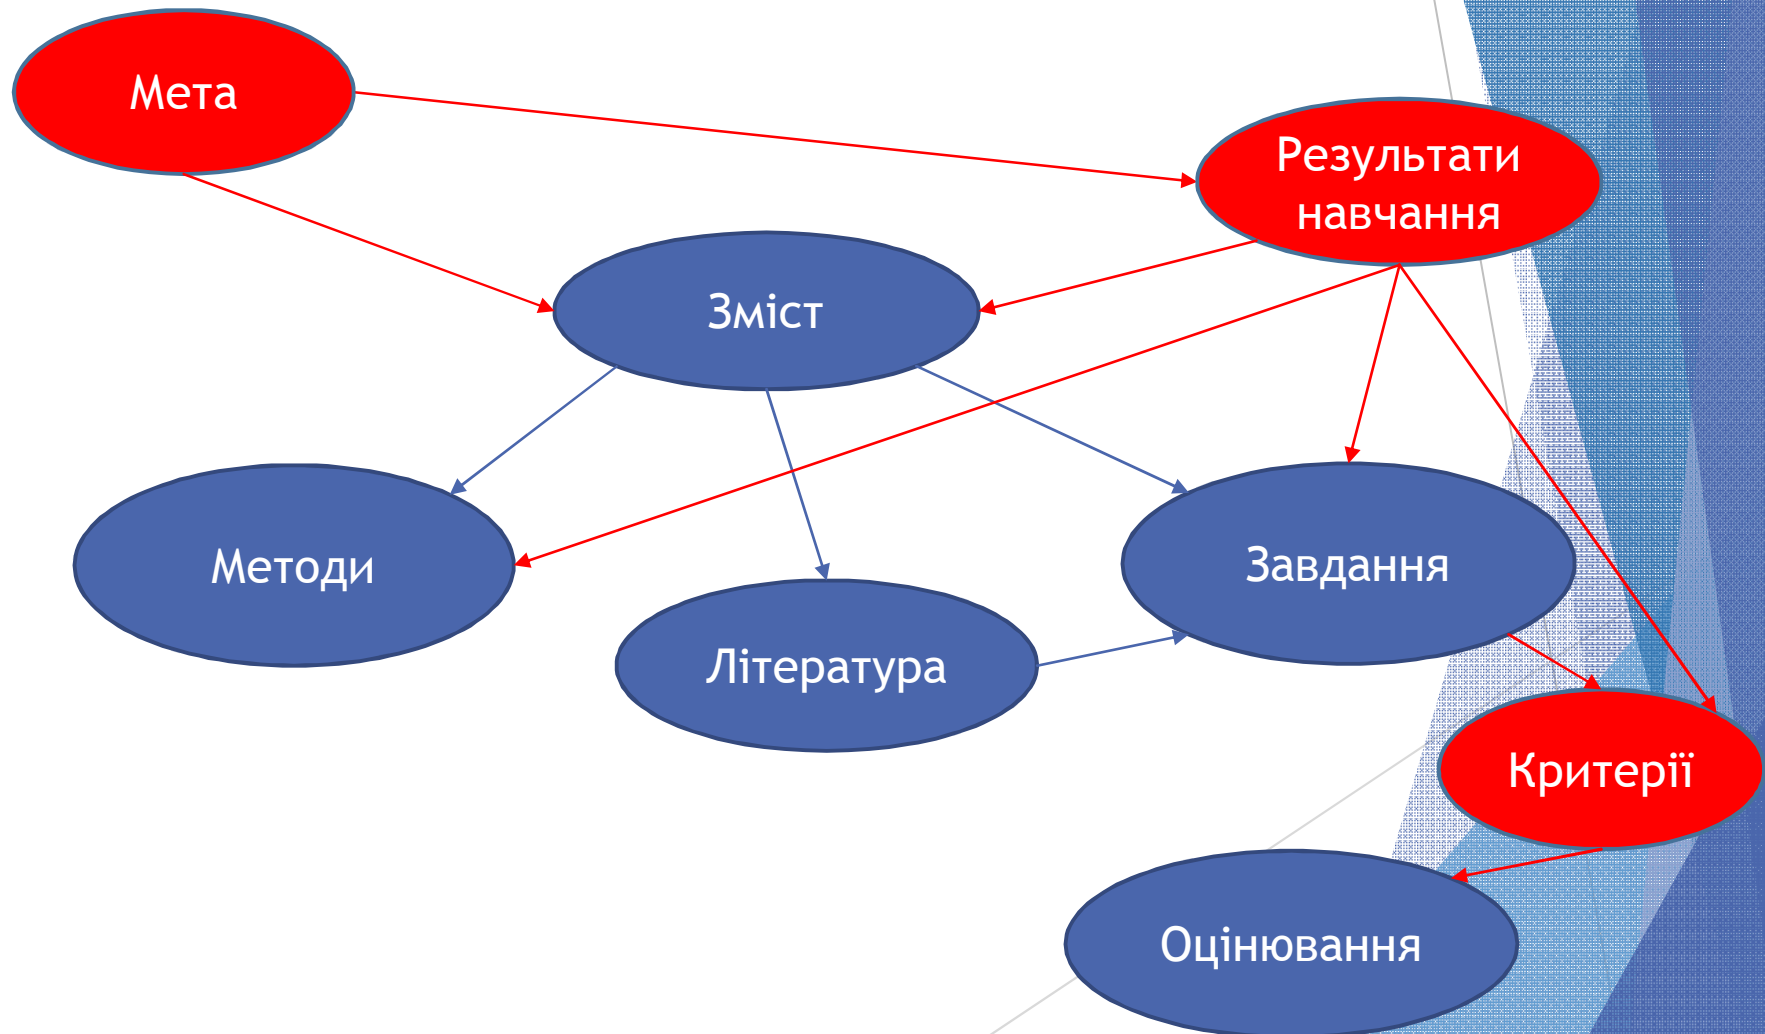 Мета
Результати
навчання
Зміст
Методи
Завдання
Література
Критерії
Оцінювання